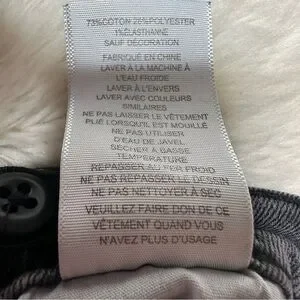 73%COTON 26%POLYESTER
1%ELASTHANNE
SAUF DÉCORATION
FABRIQUÉ EN CHINE
LAVER À LA MACHINE À
L'EAU FROIDE
LAVER À L'ENVERS
LAVER AVEC COULEURS
SIMILAIRES
NE PAS LAISSER LE VÊTEMENT
PLIÉ LORSQU'IL EST MOUILLÉ
NE PAS UTILISER
D'EAU DE JAVEL
SÉCHER À BASSE
TEMPÉRATURE
REPASSER AU FER FROID
NE PAS REPASSER LE DESSIN
NE PAS NETTOYER À SEC
VEUILLEZ FAIRE DON DE CE
VÊTEMENT QUAND VOUS
N'AVEZ PLUS D'USAGE